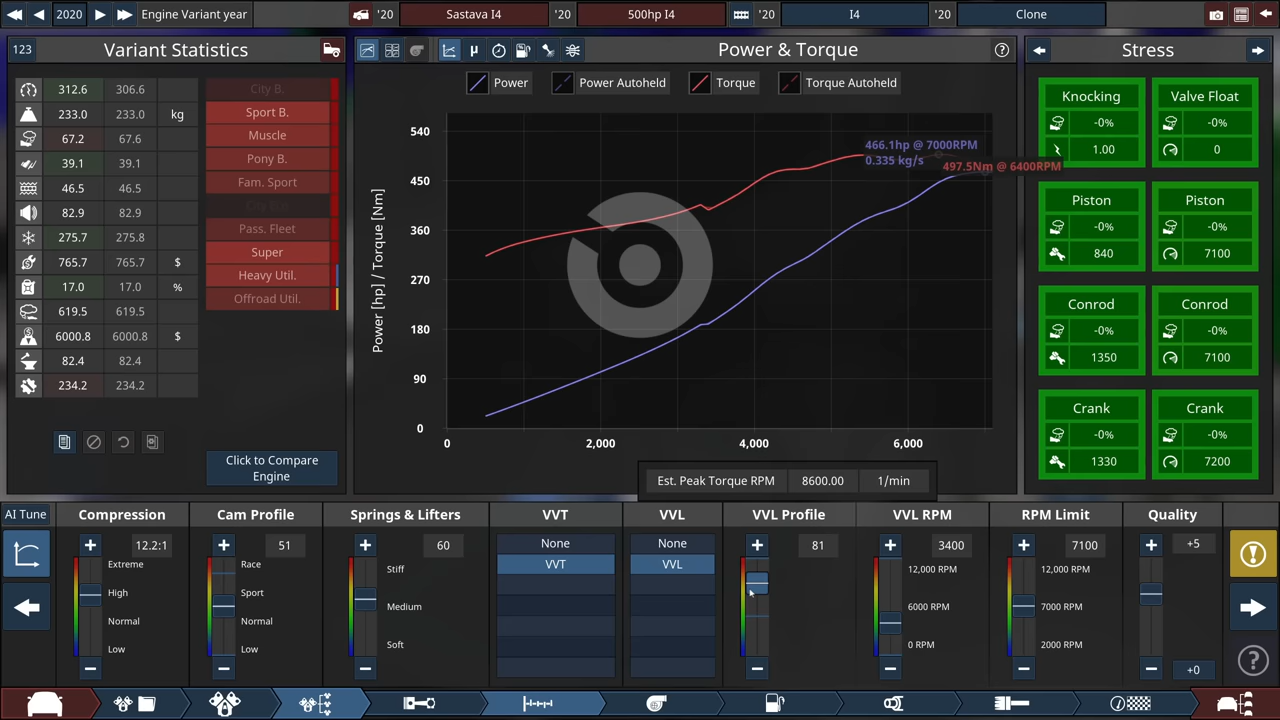 2020 Engine Variant year '20 Sastava I4 '20 500hp I4 '20 I4 '20 Clone
123 Variant Statistics
312.6 306.6
233.0 233.0 kg
67.2 67.6
39.1 39.1
46.5 46.5
82.9 82.9
275.7 275.8
765.7 765.7 $
17.0 17.0 %
619.5 619.5
6000.8 6000.8 $
82.4 82.4
234.2 234.2
City B.
Sport B.
Muscle
Pony B.
Fam. Sport
Pass. Fleet
Super
Heavy Util.
Offroad Util.
Click to Compare
Engine
Power & Torque
Power Power Autoheld Torque Torque Autoheld
Power [hp] / Torque [Nm]
540
450
360
270
180
90
0
0 2,000 4,000 6,000
466.1hp @ 7000RPM
0.335 kg/s
497.5Nm @ 6400RPM
Est. Peak Torque RPM 8600.00 1/min
Stress
Knocking Valve Float
-0% -0%
1.00 0
Piston Piston
-0% -0%
840 7100
Conrod Conrod
-0% -0%
1350 7100
Crank Crank
-0% -0%
1330 7200
AI Tune
Compression
+ 12.2:1
Extreme
High
Normal
Low
−
Cam Profile
+ 51
Race
Sport
Normal
Low
−
Springs & Lifters
+ 60
Stiff
Medium
Soft
−
VVT
None
VVT
VVL
None
VVL
VVL Profile
+ 81
−
VVL RPM
+ 3400
12,000 RPM
6000 RPM
0 RPM
−
RPM Limit
+ 7100
12,000 RPM
7000 RPM
2000 RPM
−
Quality
+ +5
− +0